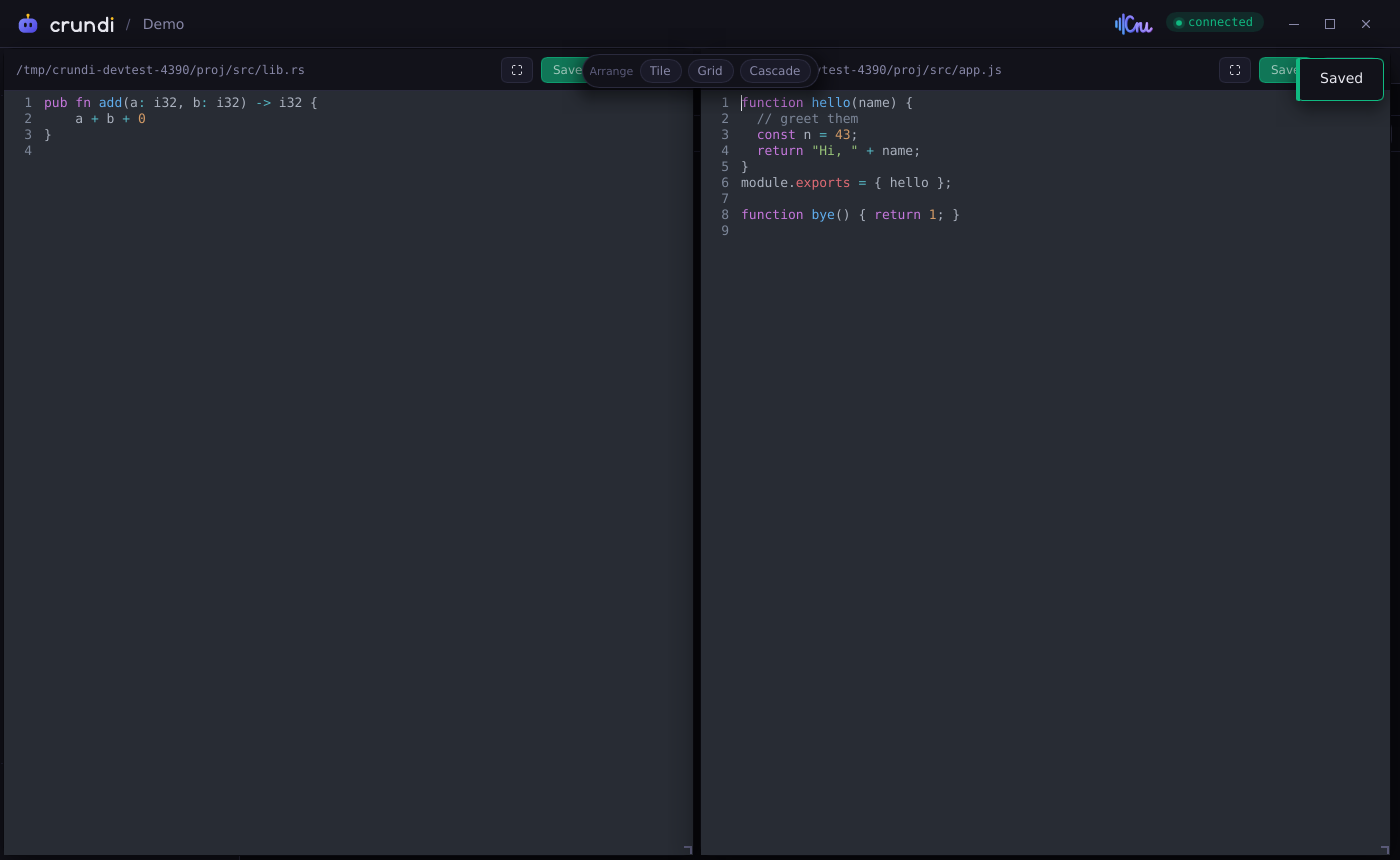 crundi / Demo
Cru
connected
/tmp/crundi-devtest-4390/proj/src/lib.rs
Save
Arrange Tile Grid Cascade
vtest-4390/proj/src/app.js
Save
Saved
1 pub fn add(a: i32, b: i32) -> i32 {
2     a + b + 0
3 }
4
1 function hello(name) {
2   // greet them
3   const n = 43;
4   return "Hi, " + name;
5 }
6 module.exports = { hello };
7
8 function bye() { return 1; }
9